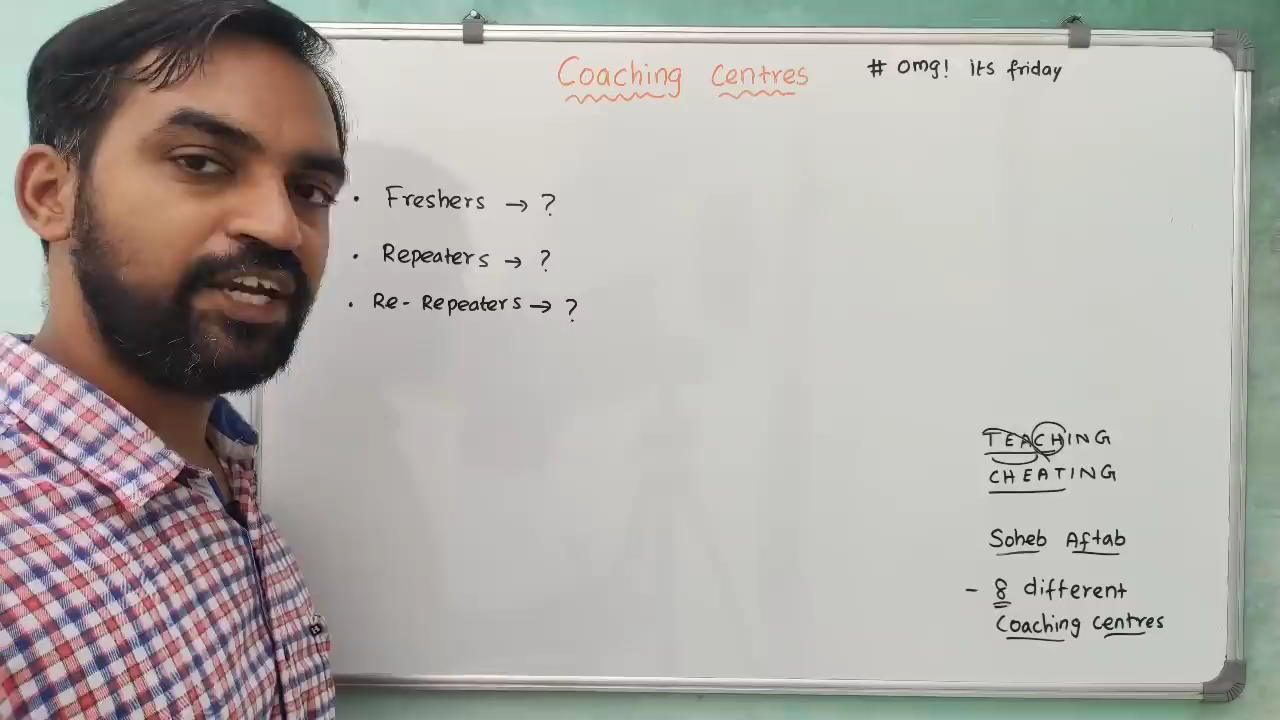 Coaching Centres # omg! its friday
• Freshers → ?
• Repeaters → ?
• Re-Repeaters → ?
TEACHING
CHEATING
Soheb Aftab
- 8 different
Coaching centres